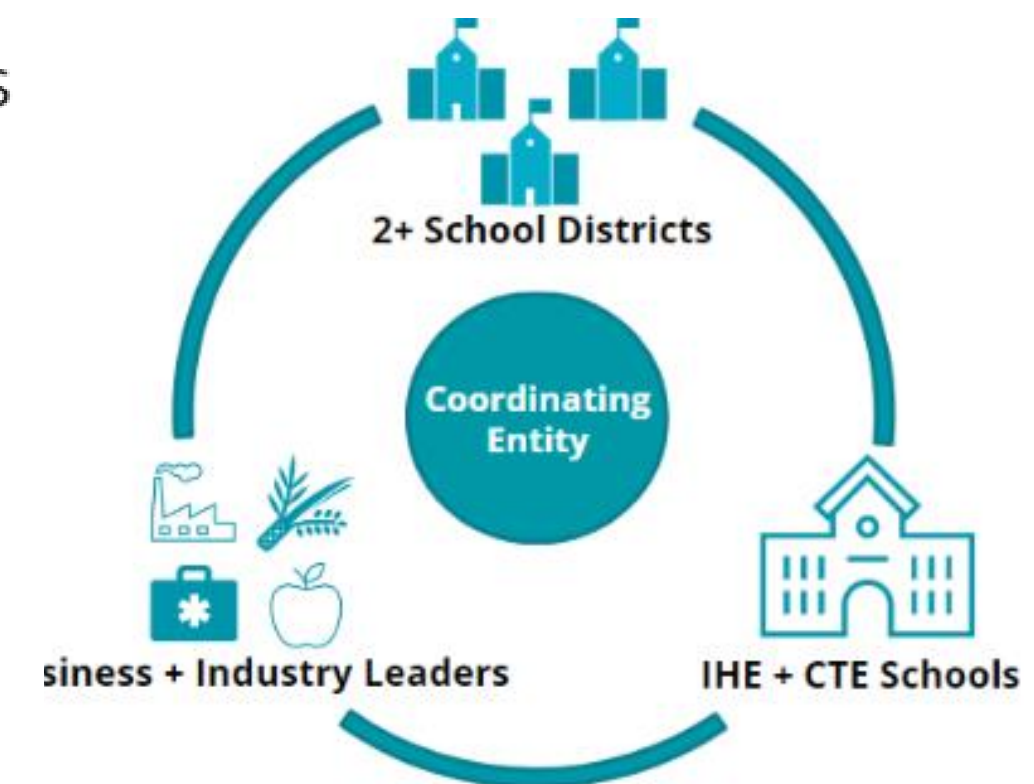 2+ School Districts
Coordinating
Entity
siness + Industry Leaders
IHE + CTE Schools